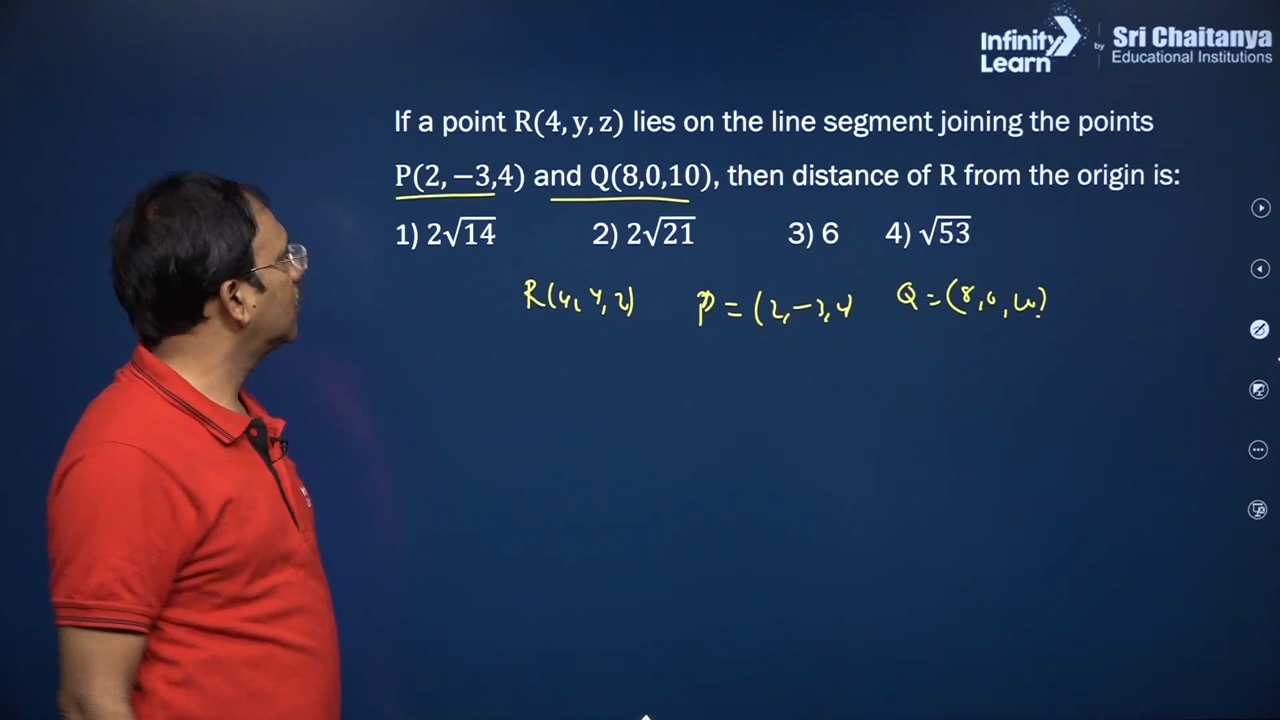 Infinity Learn by Sri Chaitanya Educational Institutions
If a point R(4, y, z) lies on the line segment joining the points
P(2, −3,4) and Q(8,0,10), then distance of R from the origin is:
1) 2√14 2) 2√21 3) 6 4) √53
R(4, y, z) P = (2, −3, 4) Q = (8, 0, 10)